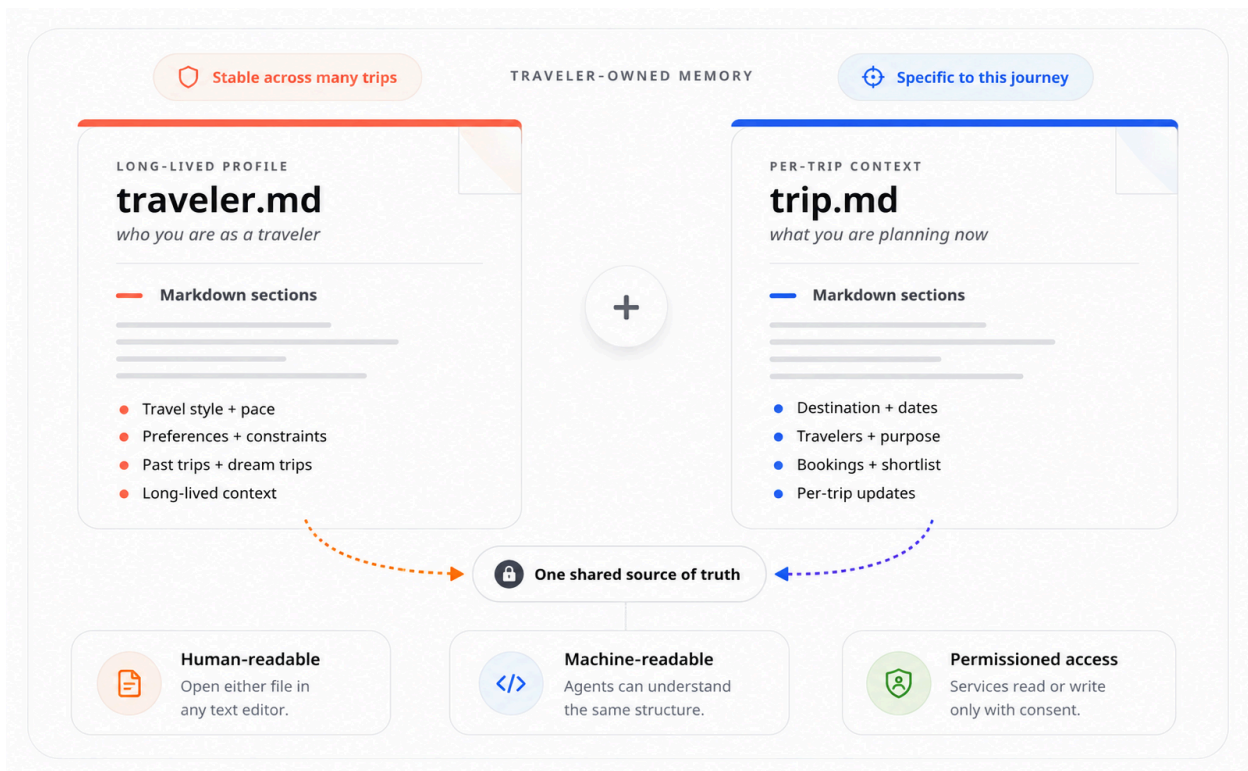 Stable across many trips
TRAVELER-OWNED MEMORY
Specific to this journey
LONG-LIVED PROFILE
traveler.md
who you are as a traveler
Markdown sections
Travel style + pace
Preferences + constraints
Past trips + dream trips
Long-lived context
PER-TRIP CONTEXT
trip.md
what you are planning now
Markdown sections
Destination + dates
Travelers + purpose
Bookings + shortlist
Per-trip updates
One shared source of truth
Human-readable
Open either file in
any text editor.
Machine-readable
Agents can understand
the same structure.
Permissioned access
Services read or write
only with consent.